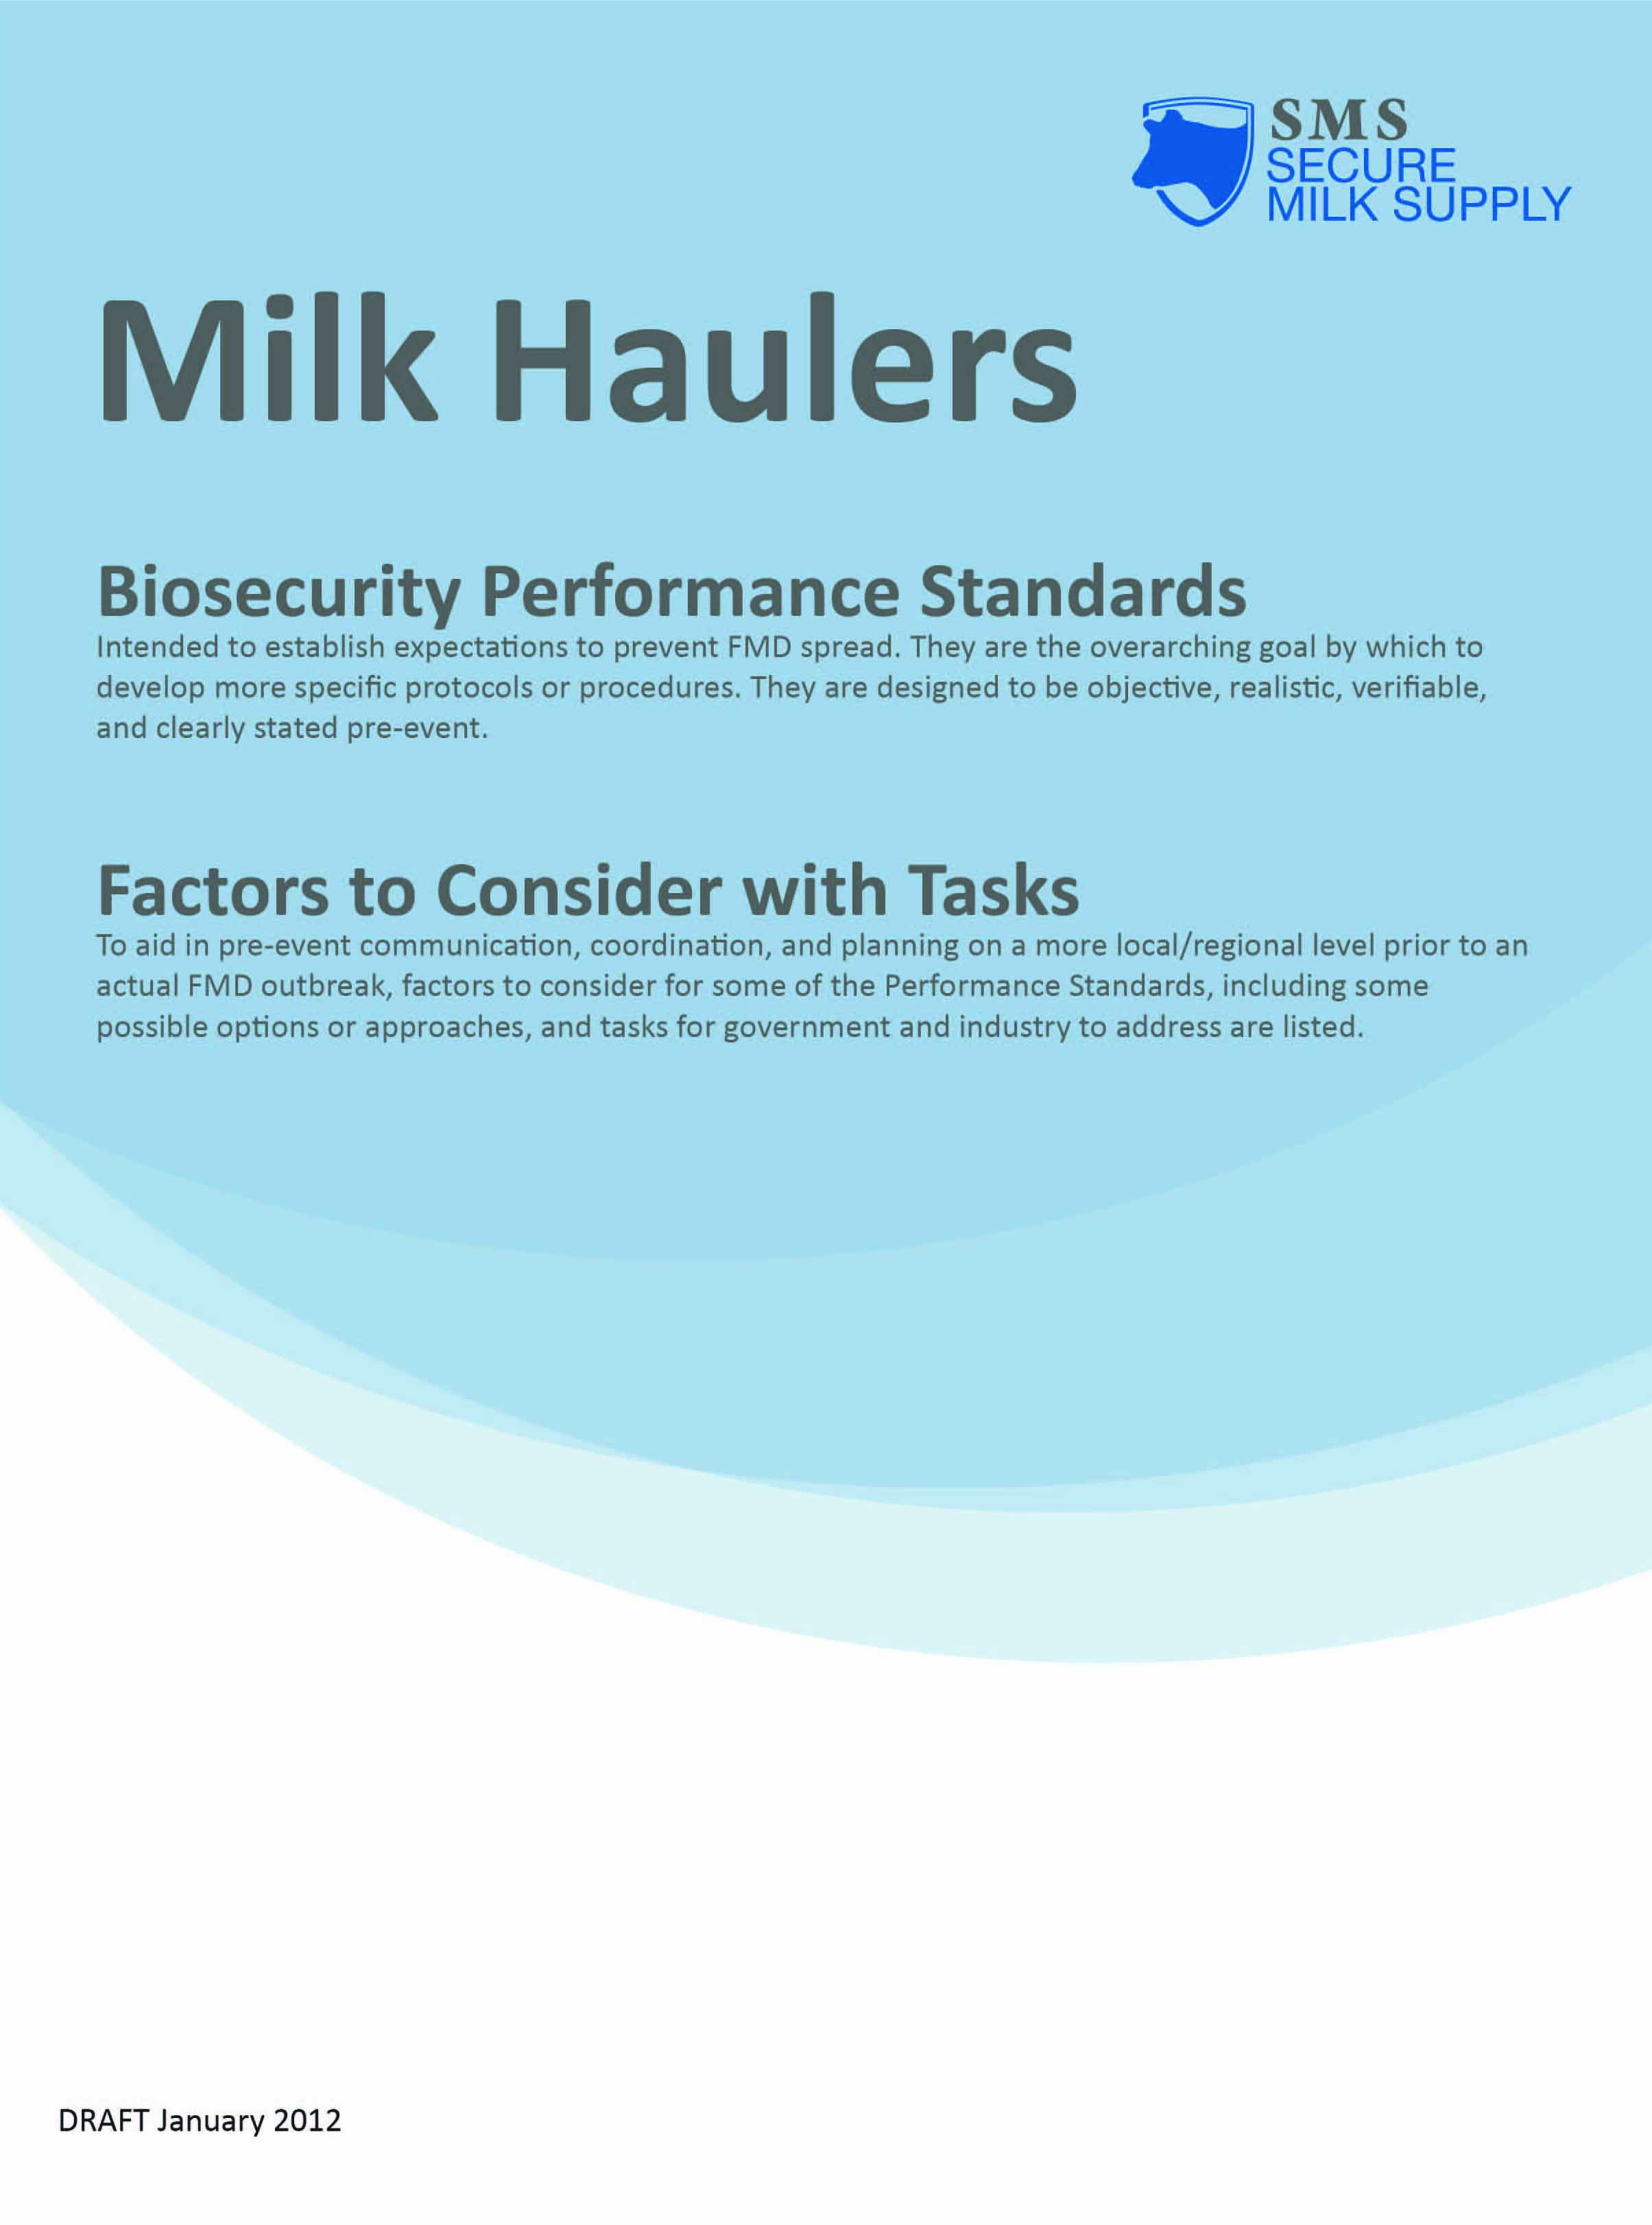 SMS
SECURE
MILK SUPPLY
Milk Haulers
Biosecurity Performance Standards
Intended to establish expectations to prevent FMD spread. They are the overarching goal by which to
develop more specific protocols or procedures. They are designed to be objective, realistic, verifiable,
and clearly stated pre-event.
Factors to Consider with Tasks
To aid in pre-event communication, coordination, and planning on a more local/regional level prior to an
actual FMD outbreak, factors to consider for some of the Performance Standards, including some
possible options or approaches, and tasks for government and industry to address are listed.
DRAFT January 2012